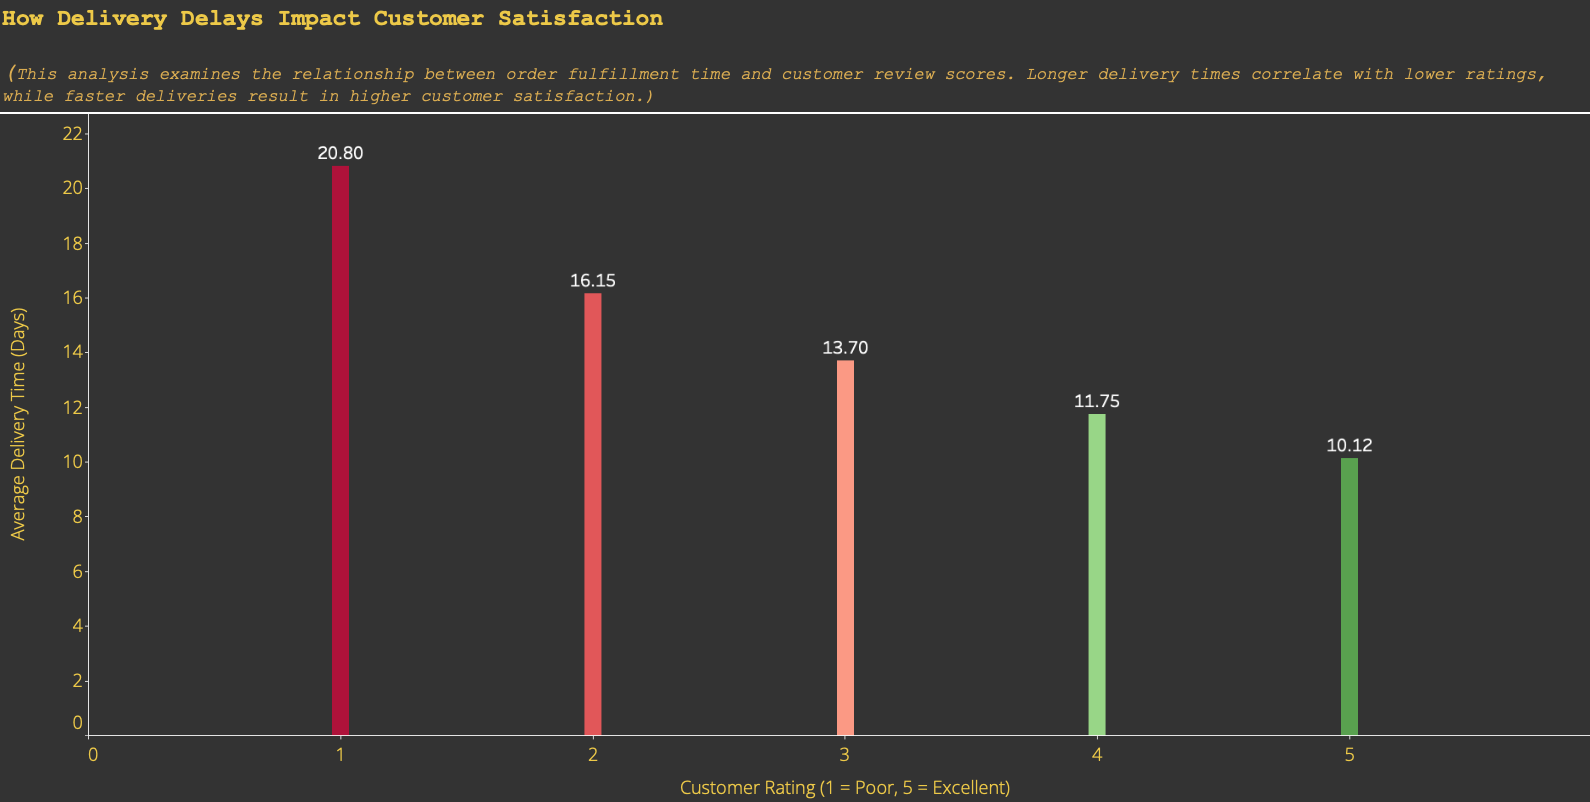 How Delivery Delays Impact Customer Satisfaction
(This analysis examines the relationship between order fulfillment time and customer review scores. Longer delivery times correlate with lower ratings,
while faster deliveries result in higher customer satisfaction.)
Average Delivery Time (Days)
22
20
18
16
14
12
10
8
6
4
2
0
20.80
16.15
13.70
11.75
10.12
0 1 2 3 4 5
Customer Rating (1 = Poor, 5 = Excellent)